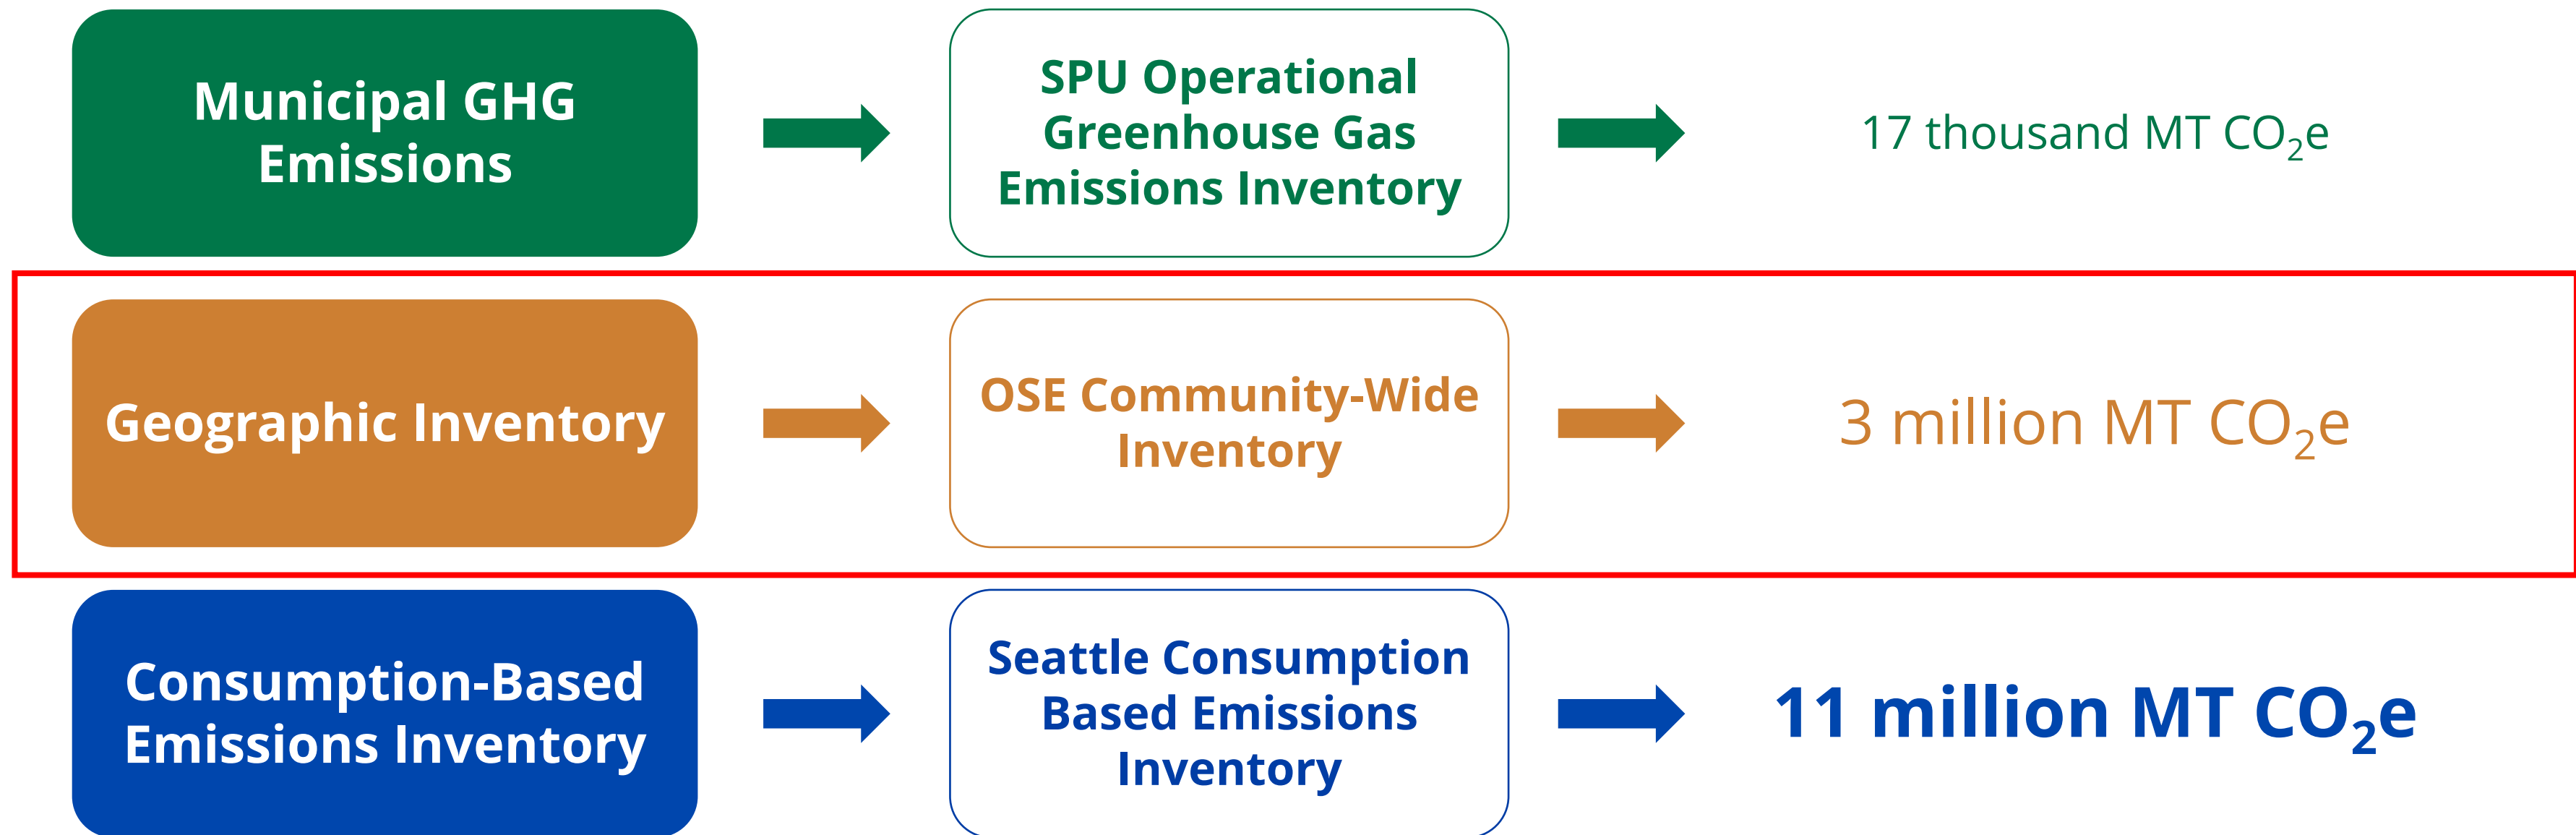 Municipal GHG
Emissions
SPU Operational
Greenhouse Gas
Emissions Inventory
17 thousand MT CO₂e
Geographic Inventory
OSE Community-Wide
Inventory
3 million MT CO₂e
Consumption-Based
Emissions Inventory
Seattle Consumption
Based Emissions
Inventory
11 million MT CO₂e